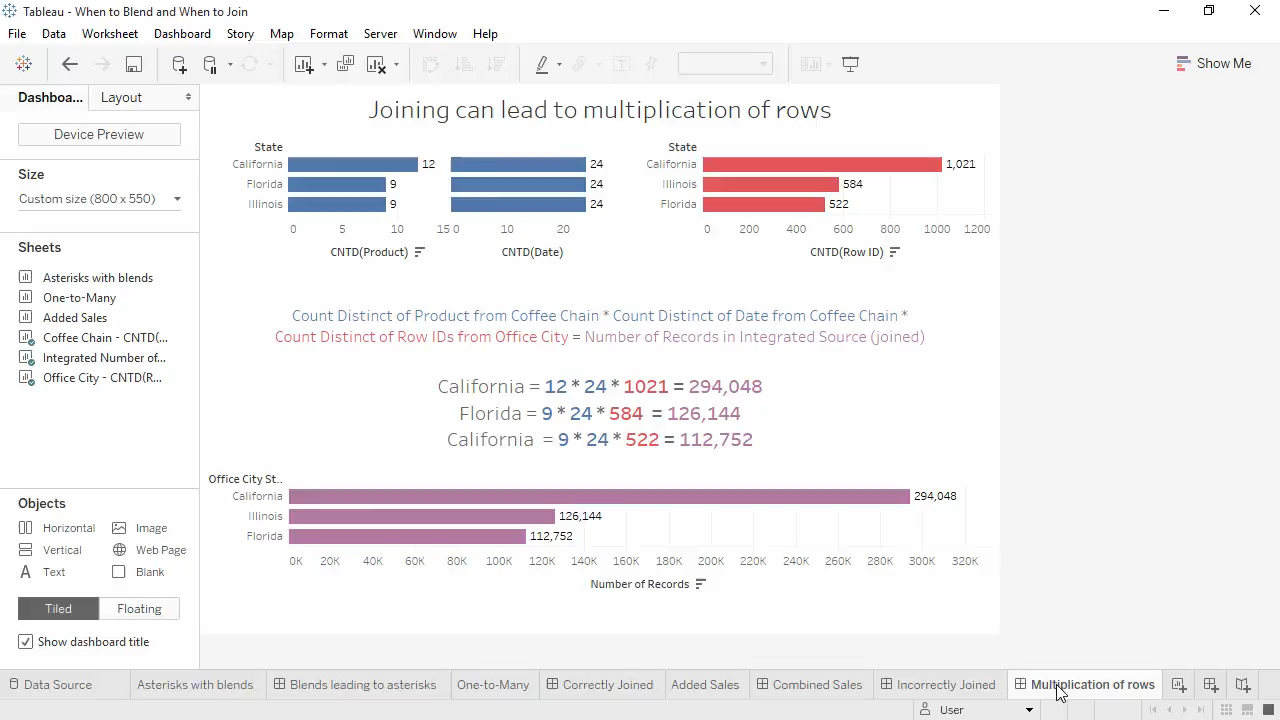 Tableau - When to Blend and When to Join
File Data Worksheet Dashboard Story Map Format Server Window Help
Show Me
Dashboa... Layout
Device Preview
Size
Custom size (800 x 550)
Sheets
Asterisks with blends
One-to-Many
Added Sales
Coffee Chain - CNTD(...
Integrated Number of...
Office City - CNTD(R...
Objects
Horizontal Image
Vertical Web Page
Text Blank
Tiled Floating
Show dashboard title
Joining can lead to multiplication of rows
State
California 12 24
Florida 9 24
Illinois 9 24
0 5 10 15 0 10 20
CNTD(Product) CNTD(Date)
State
California 1,021
Illinois 584
Florida 522
0 200 400 600 800 1000 1200
CNTD(Row ID)
Count Distinct of Product from Coffee Chain * Count Distinct of Date from Coffee Chain *
Count Distinct of Row IDs from Office City = Number of Records in Integrated Source (joined)
California = 12 * 24 * 1021 = 294,048
Florida = 9 * 24 * 584 = 126,144
California = 9 * 24 * 522 = 112,752
Office City St..
California 294,048
Illinois 126,144
Florida 112,752
0K 20K 40K 60K 80K 100K 120K 140K 160K 180K 200K 220K 240K 260K 280K 300K 320K
Number of Records
Data Source Asterisks with blends Blends leading to asterisks One-to-Many Correctly Joined Added Sales Combined Sales Incorrectly Joined Multiplication of rows
User